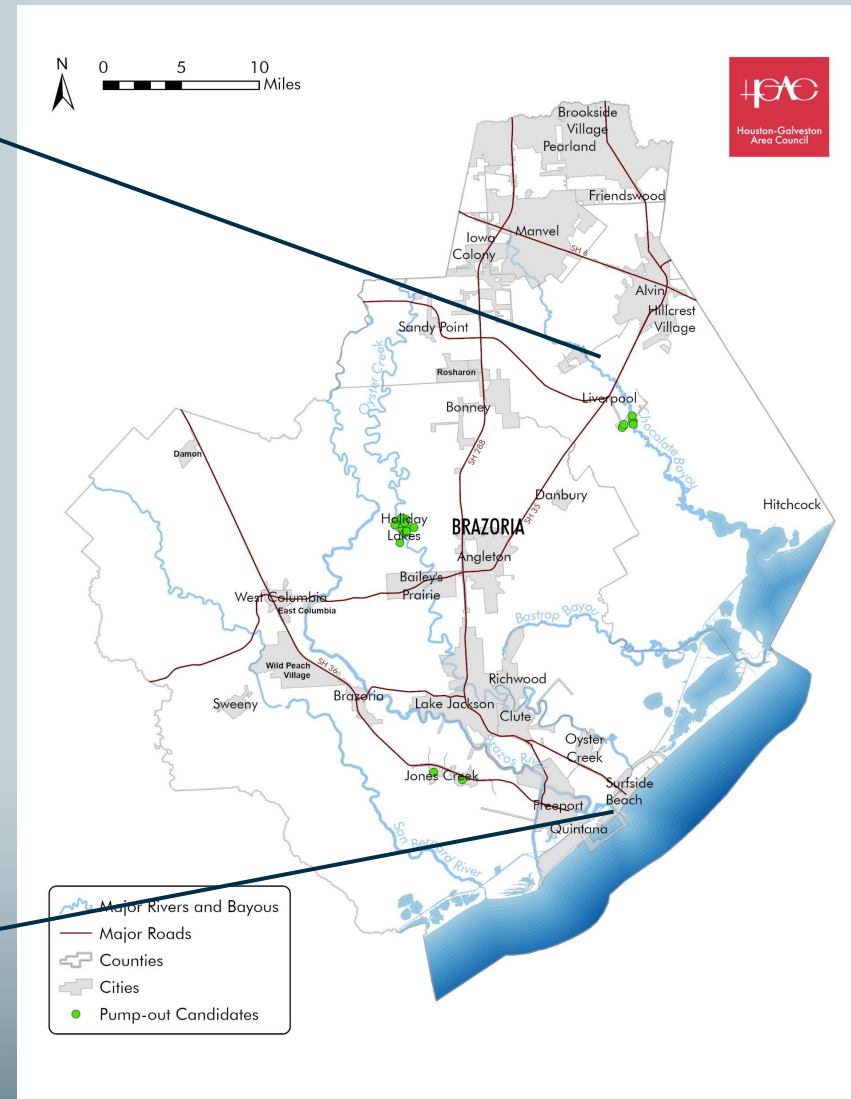 N
0 5 10
Miles
HGAC
Houston-Galveston
Area Council
Brookside
Village
Pearland
Friendswood
Manvel
Iowa
Colony
SH 6
Alvin
Hillcrest
Village
Sandy Point
Oyster Creek
Rosharon
Bonney
Liverpool
Chocolate Bayou
SH 288
Damon
Danbury
Hitchcock
Holiday
Lakes
BRAZORIA
SH 35
Angleton
Bailey's
Prairie
West Columbia
East Columbia
Bastrop Bayou
Wild Peach
Village
SH 36
Richwood
Sweeny
Brazoria
Lake Jackson
Clute
Oyster
Creek
Brazos River
Jones Creek
Surfside
Beach
Freeport
Quintana
San Bernard River
Major Rivers and Bayous
Major Roads
Counties
Cities
Pump-out Candidates